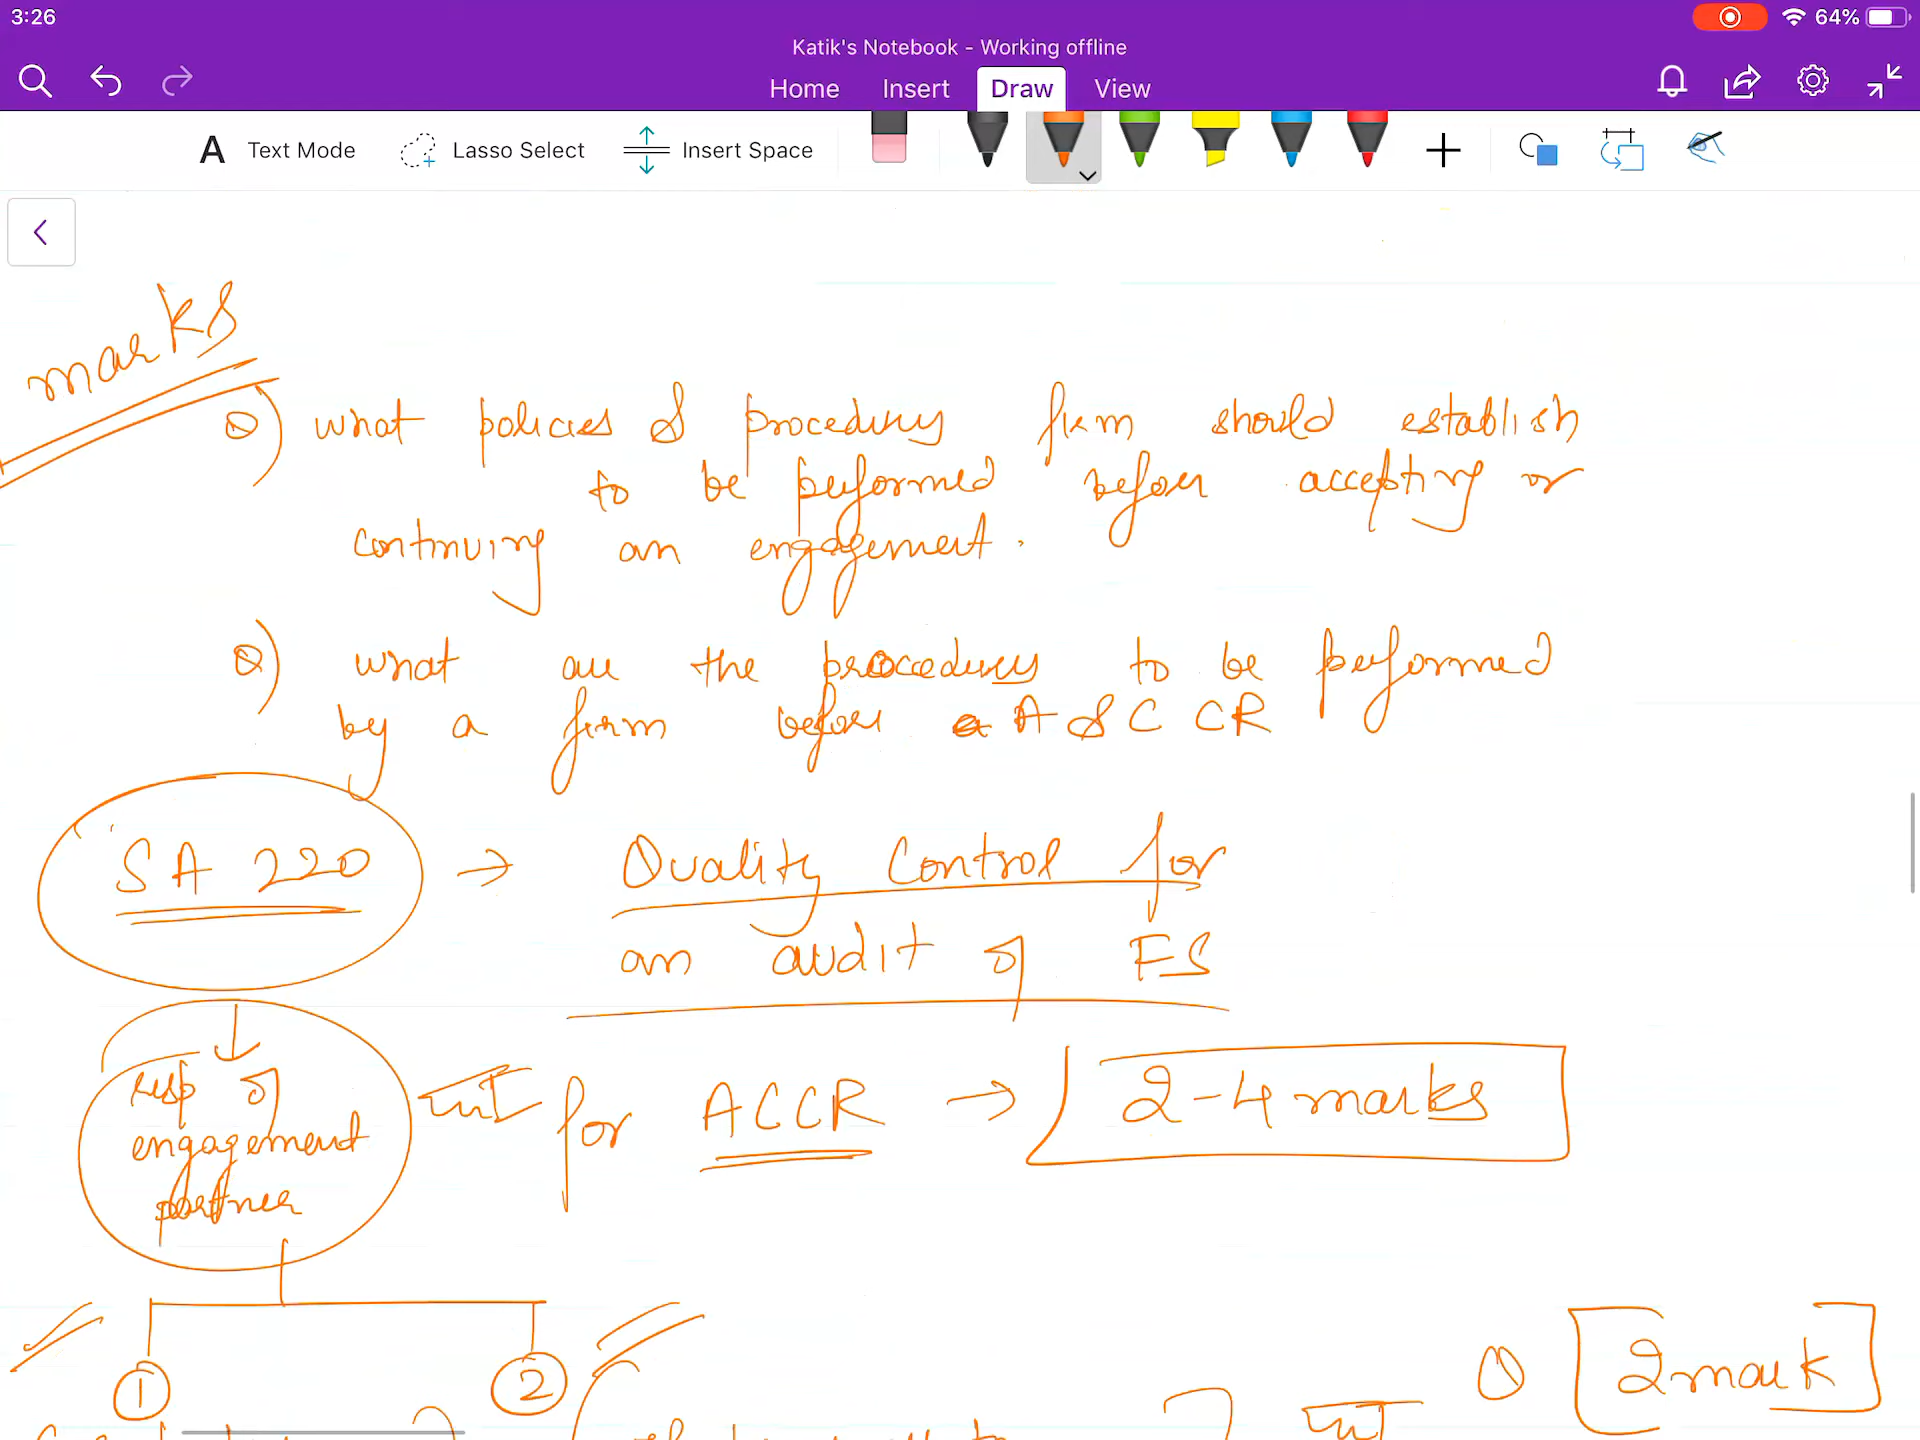 3:26
64%
Katik's Notebook - Working offline
Home Insert Draw View
A Text Mode Lasso Select Insert Space
marks
Q) what policies & procedures firm should establish
to be performed before accepting or
continuing an engagement.
Q) what are the procedures to be performed
by a firm before A & C CR
SA 220 → Quality Control for
an audit of FS
resp of
engagement
partner
for ACCR → 2-4 marks
1 2
① 2 mark